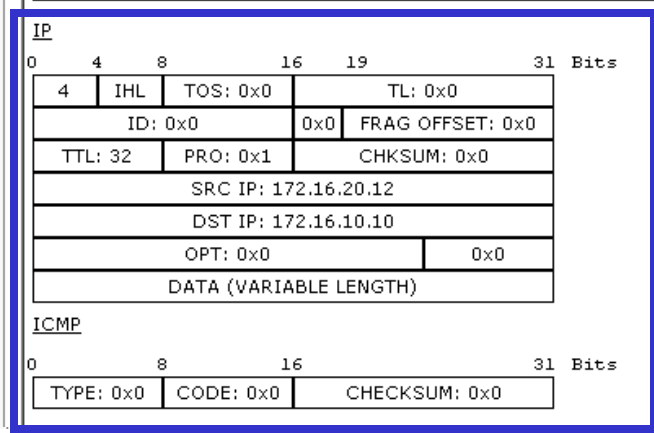 IP
0 4 8 16 19 31 Bits
4 IHL TOS: 0x0 TL: 0x0
ID: 0x0 0x0 FRAG OFFSET: 0x0
TTL: 32 PRO: 0x1 CHKSUM: 0x0
SRC IP: 172.16.20.12
DST IP: 172.16.10.10
OPT: 0x0 0x0
DATA (VARIABLE LENGTH)
ICMP
0 8 16 31 Bits
TYPE: 0x0 CODE: 0x0 CHECKSUM: 0x0